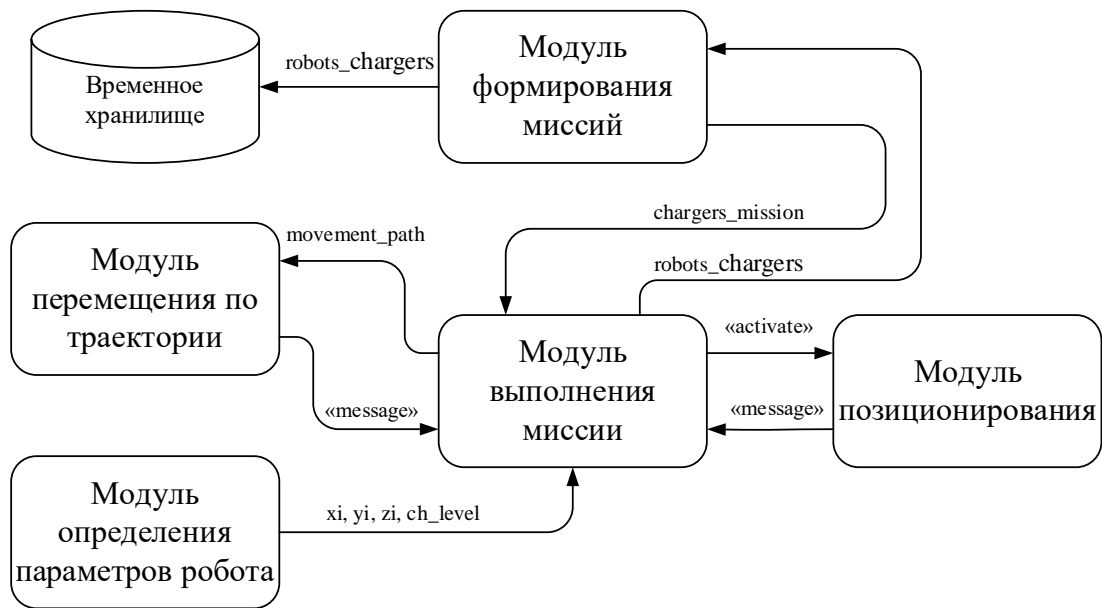 Временное
хранилище
robots_chargers
Модуль
формирования
миссий
chargers_mission
robots_chargers
movement_path
Модуль
перемещения по
траектории
«message»
Модуль
выполнения
миссии
«activate»
«message»
Модуль
позиционирования
Модуль
определения
параметров робота
xi, yi, zi, ch_level